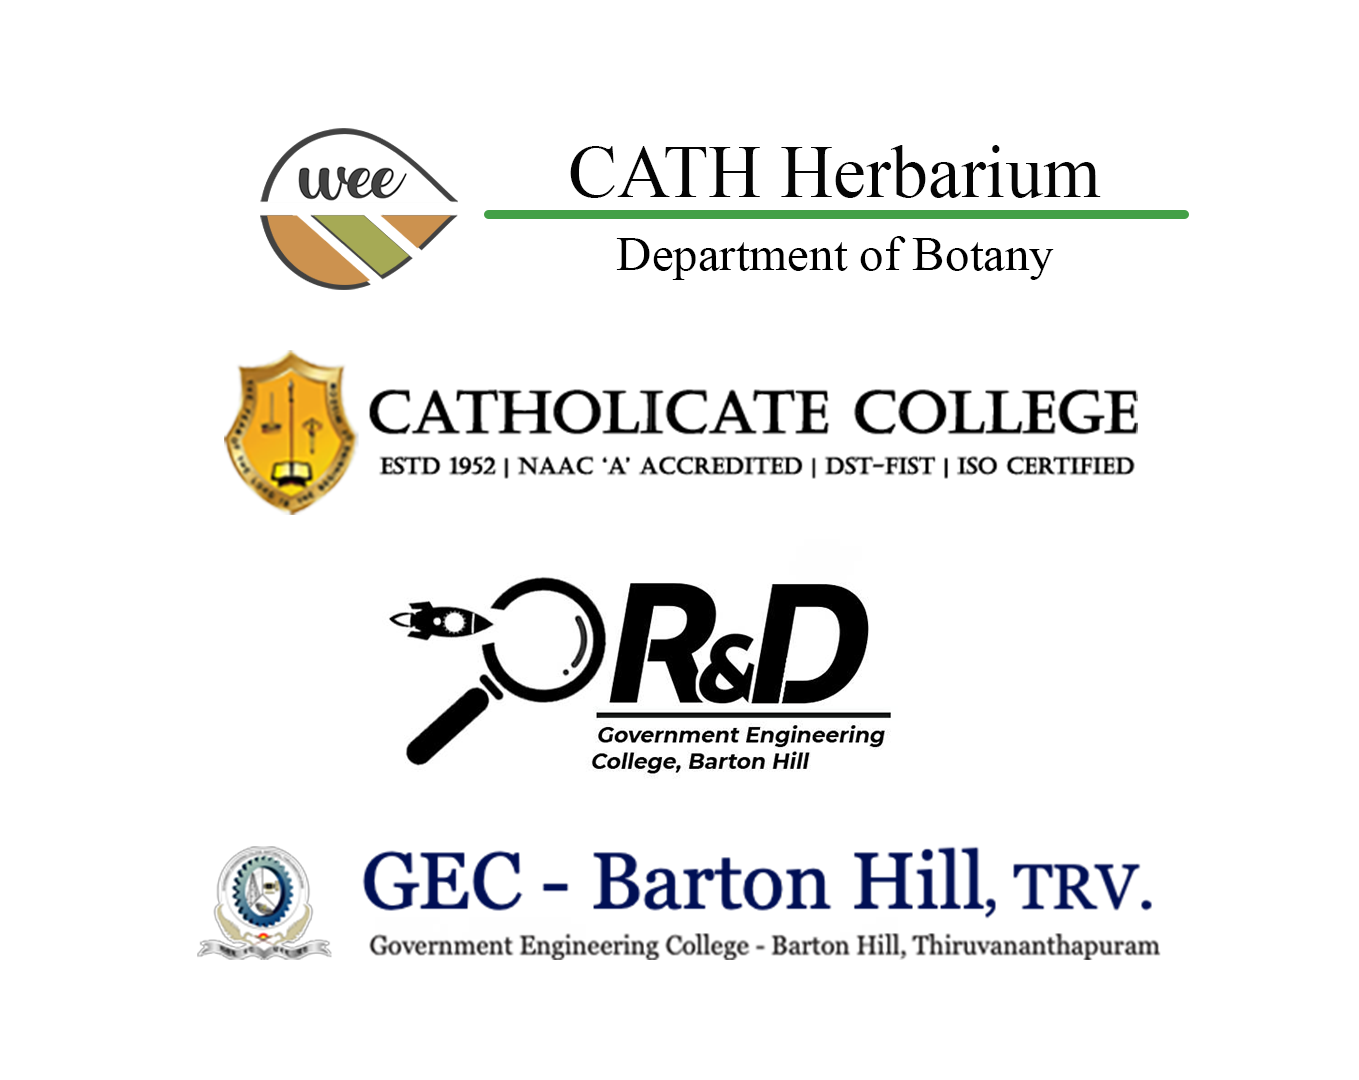 wee
CATH Herbarium
Department of Botany
CATHOLICATE COLLEGE
ESTD 1952 | NAAC ‘A’ ACCREDITED | DST-FIST | ISO CERTIFIED
R&D
Government Engineering
College, Barton Hill
GEC - Barton Hill, TRV.
Government Engineering College - Barton Hill, Thiruvananthapuram